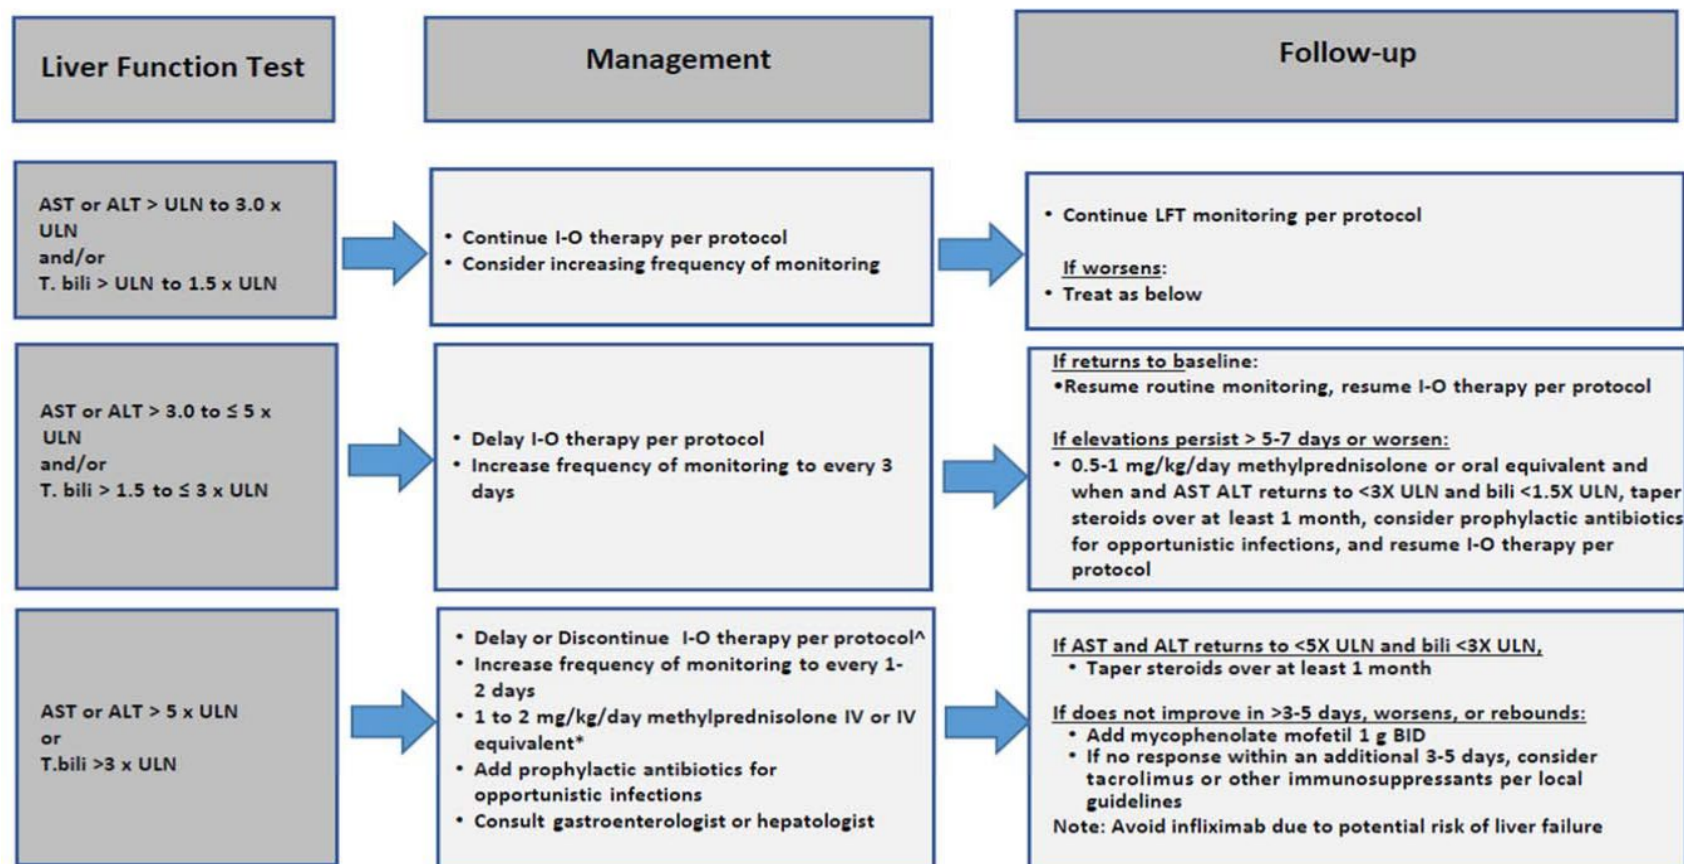 Liver Function Test
Management
Follow-up
AST or ALT > ULN to 3.0 x
ULN
and/or
T. bili > ULN to 1.5 x ULN
• Continue I-O therapy per protocol
• Consider increasing frequency of monitoring
• Continue LFT monitoring per protocol
If worsens:
• Treat as below
AST or ALT > 3.0 to ≤ 5 x
ULN
and/or
T. bili > 1.5 to ≤ 3 x ULN
• Delay I-O therapy per protocol
• Increase frequency of monitoring to every 3
days
If returns to baseline:
•Resume routine monitoring, resume I-O therapy per protocol
If elevations persist > 5-7 days or worsen:
• 0.5-1 mg/kg/day methylprednisolone or oral equivalent and
when and AST ALT returns to <3X ULN and bili <1.5X ULN, taper
steroids over at least 1 month, consider prophylactic antibiotics
for opportunistic infections, and resume I-O therapy per
protocol
AST or ALT > 5 x ULN
or
T.bili >3 x ULN
• Delay or Discontinue I-O therapy per protocol^
• Increase frequency of monitoring to every 1-
2 days
• 1 to 2 mg/kg/day methylprednisolone IV or IV
equivalent*
• Add prophylactic antibiotics for
opportunistic infections
• Consult gastroenterologist or hepatologist
If AST and ALT returns to <5X ULN and bili <3X ULN,
• Taper steroids over at least 1 month
If does not improve in >3-5 days, worsens, or rebounds:
• Add mycophenolate mofetil 1 g BID
• If no response within an additional 3-5 days, consider
tacrolimus or other immunosuppressants per local
guidelines
Note: Avoid infliximab due to potential risk of liver failure